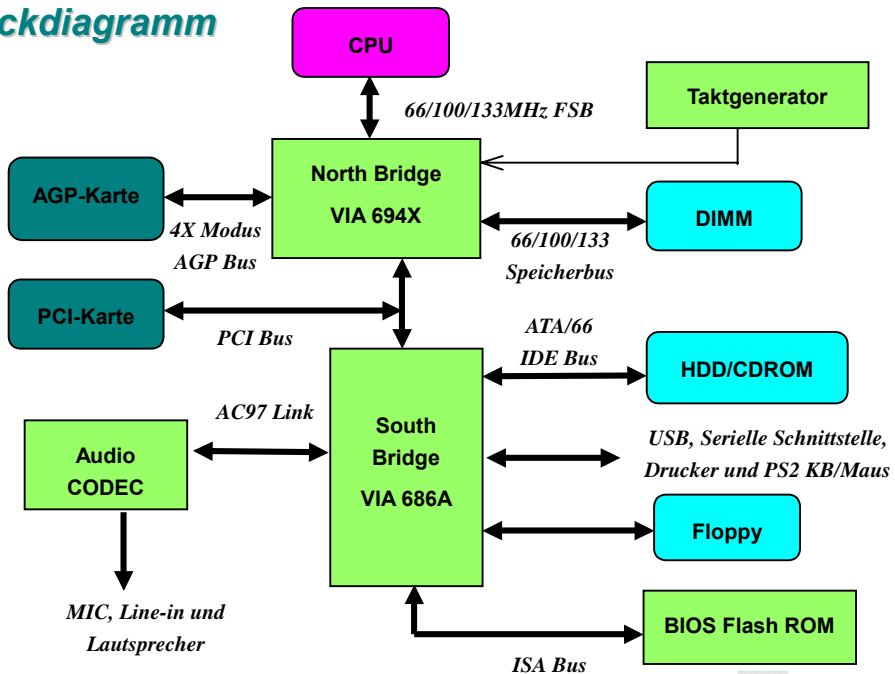 ckdiagramm
CPU
66/100/133MHz FSB
Taktgenerator
North Bridge
VIA 694X
AGP-Karte
4X Modus
AGP Bus
DIMM
66/100/133
Speicherbus
PCI-Karte
PCI Bus
ATA/66
IDE Bus
HDD/CDROM
AC97 Link
South
Bridge
VIA 686A
Audio
CODEC
USB, Serielle Schnittstelle,
Drucker und PS2 KB/Maus
Floppy
MIC, Line-in und
Lautsprecher
BIOS Flash ROM
ISA Bus